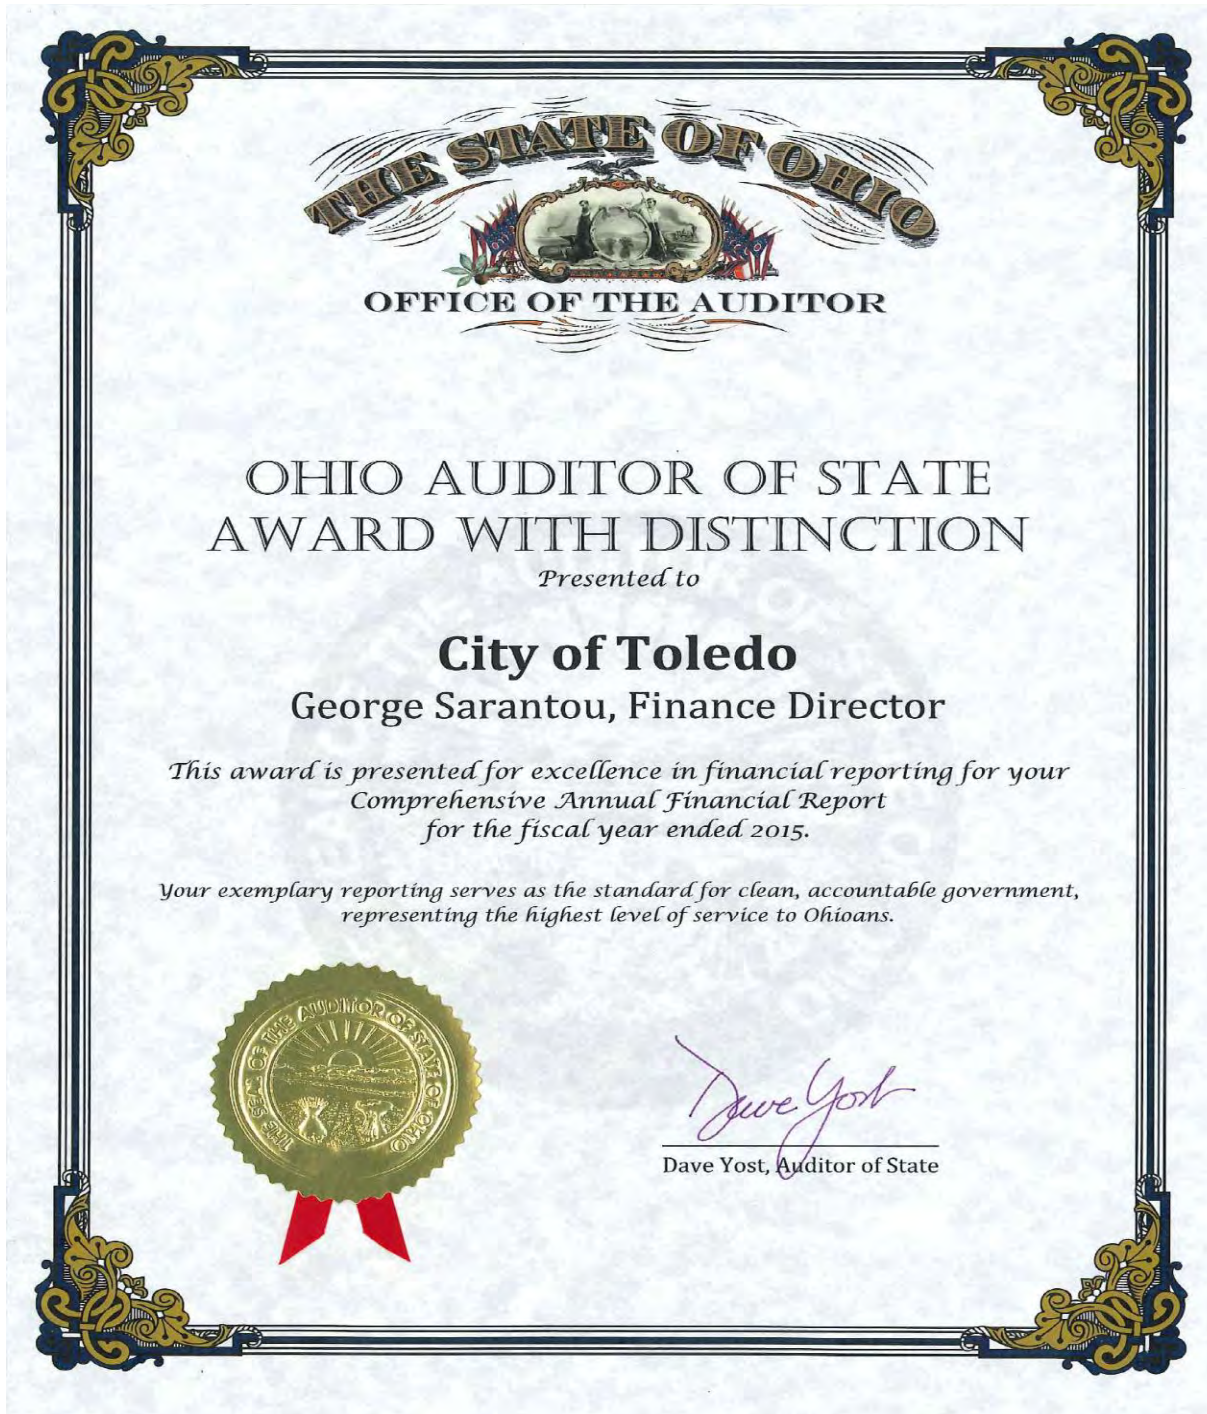 THE STATE OF OHIO
OFFICE OF THE AUDITOR
OHIO AUDITOR OF STATE
AWARD WITH DISTINCTION
Presented to
City of Toledo
George Sarantou, Finance Director
This award is presented for excellence in financial reporting for your
Comprehensive Annual Financial Report
for the fiscal year ended 2015.
Your exemplary reporting serves as the standard for clean, accountable government,
representing the highest level of service to Ohioans.
THE SEAL OF THE AUDITOR OF STATE OF OHIO
Dave Yost
Dave Yost, Auditor of State